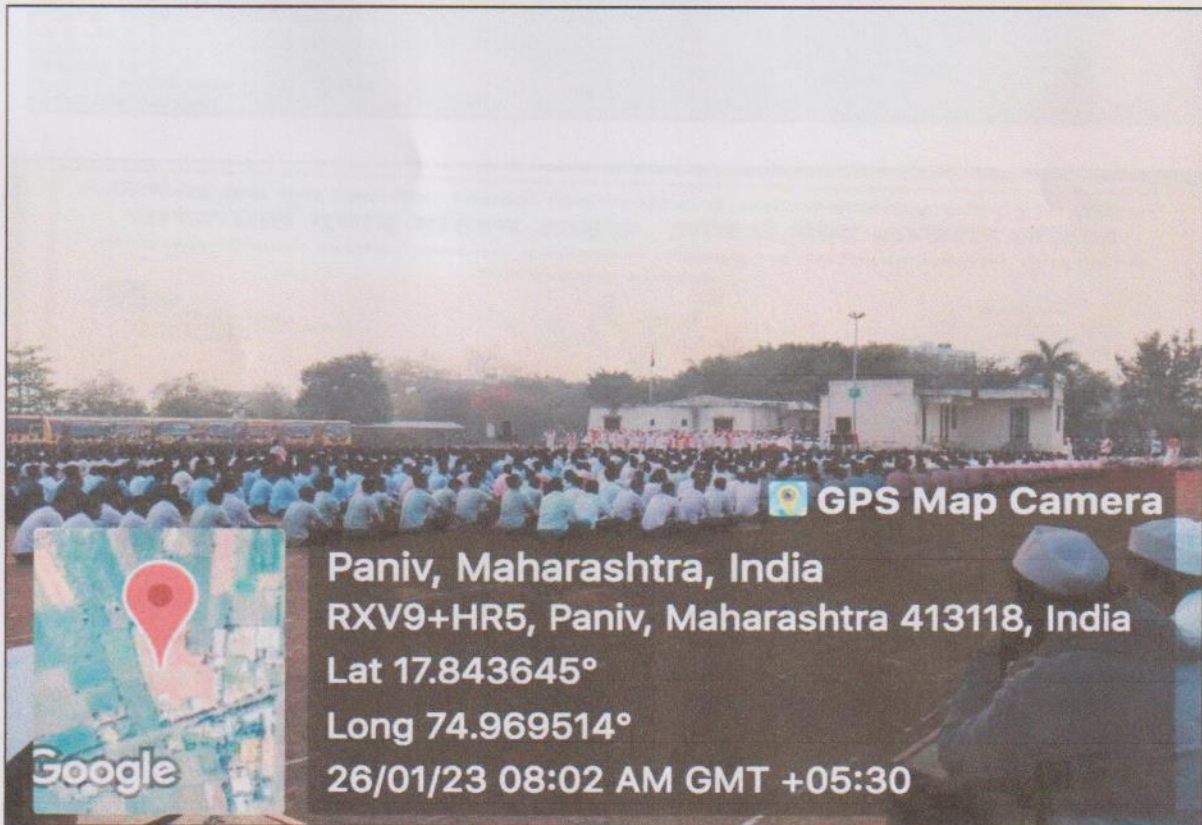 GPS Map Camera
Paniv, Maharashtra, India
RXV9+HR5, Paniv, Maharashtra 413118, India
Lat 17.843645°
Long 74.969514°
26/01/23 08:02 AM GMT +05:30
Google